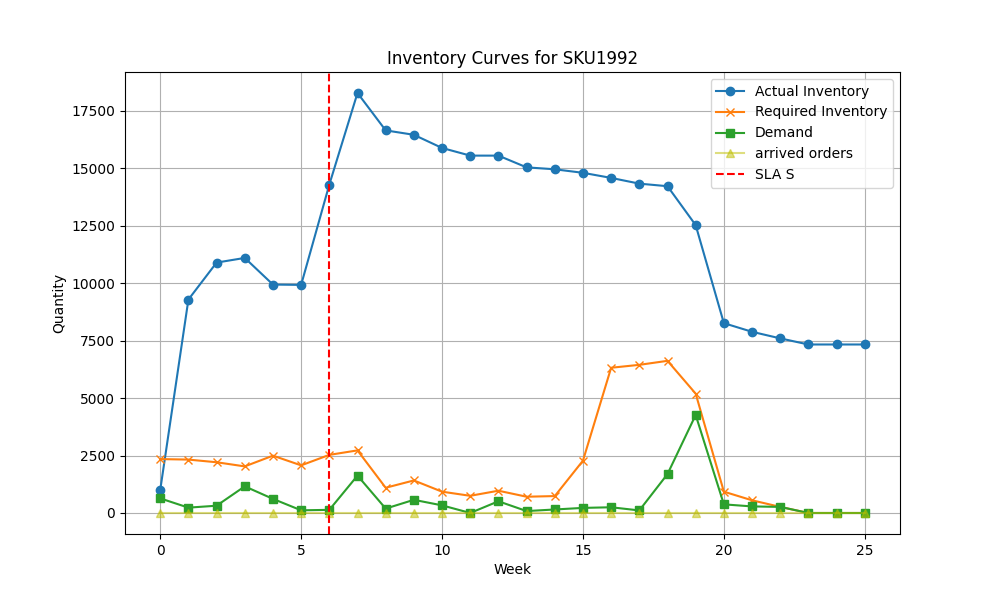 Inventory Curves for SKU1992
Actual Inventory
Required Inventory
Demand
arrived orders
SLA S
Quantity
17500
15000
12500
10000
7500
5000
2500
0
0 5 10 15 20 25
Week